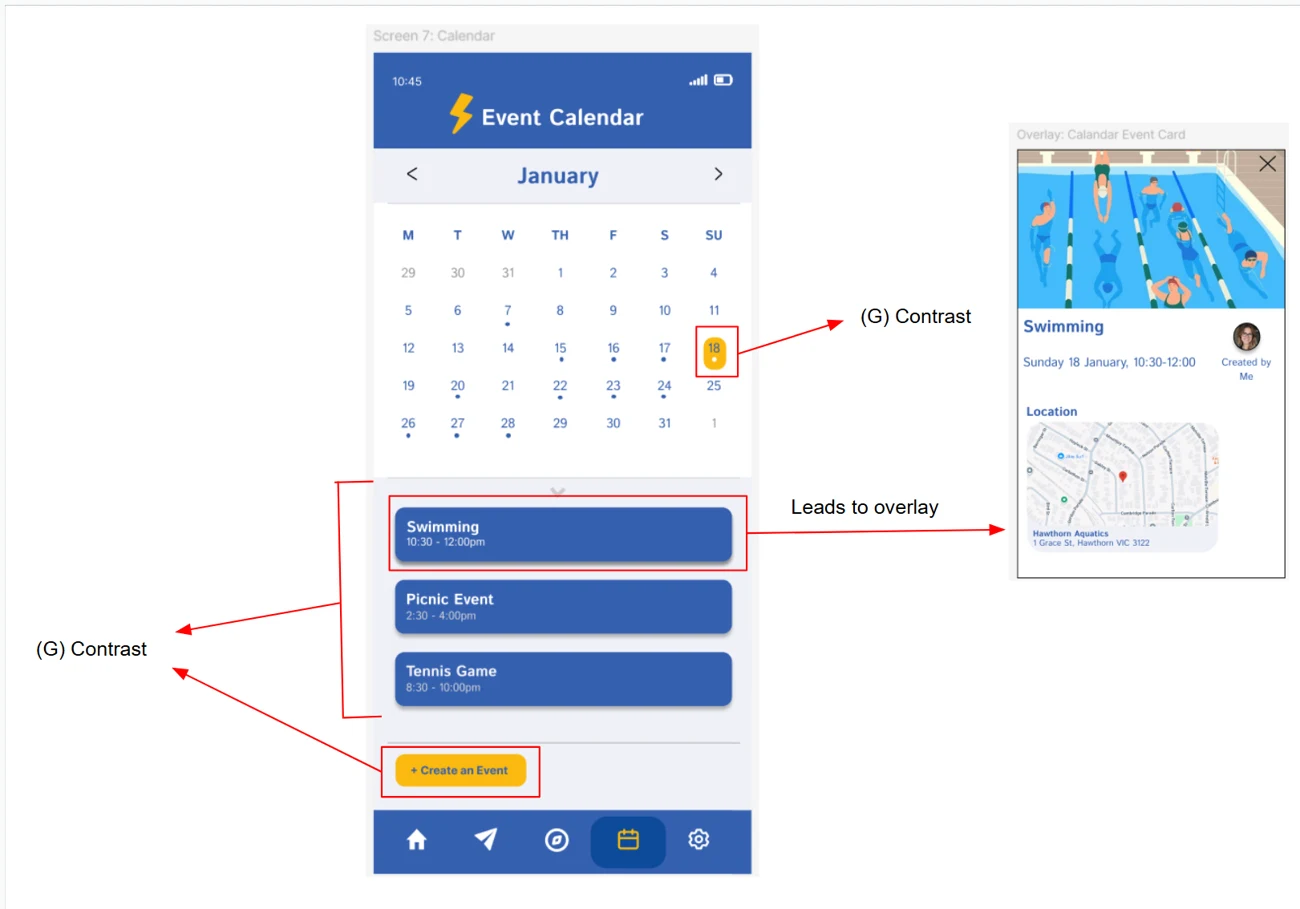 Screen 7: Calendar
10:45
Event Calendar
< January >
M T W TH F S SU
29 30 31 1 2 3 4
5 6 7 8 9 10 11
12 13 14 15 16 17 18
19 20 21 22 23 24 25
26 27 28 29 30 31 1
(G) Contrast
Swimming
10:30 - 12:00pm
Leads to overlay
Picnic Event
2:30 - 4:00pm
(G) Contrast
Tennis Game
8:30 - 10:00pm
+ Create an Event
Overlay: Calandar Event Card
Swimming
Sunday 18 January, 10:30-12:00
Created by
Me
Location
Hawthorn Aquatics
1 Grace St, Hawthorn VIC 3122